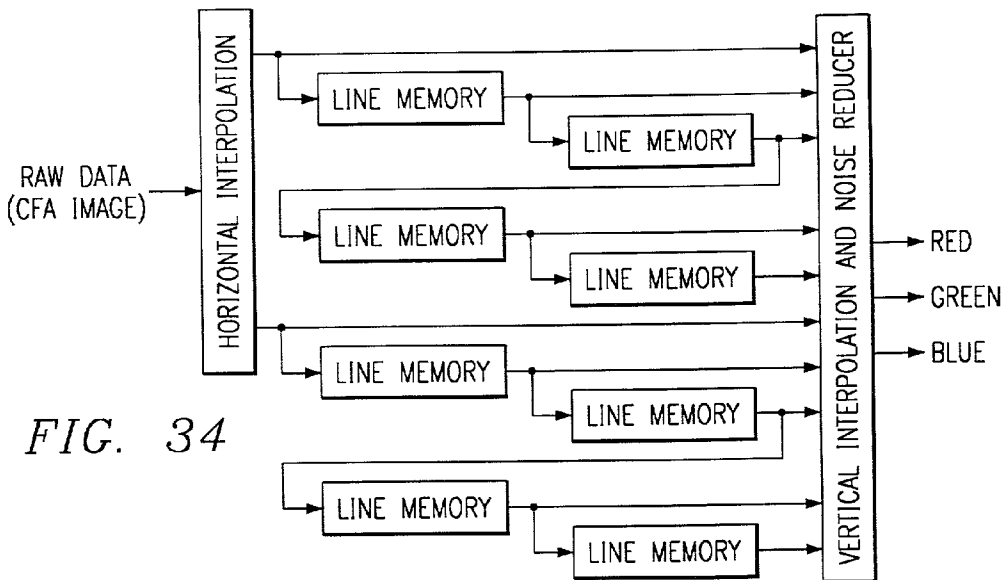 RAW DATA
(CFA IMAGE)
HORIZONTAL INTERPOLATION
LINE MEMORY
LINE MEMORY
LINE MEMORY
LINE MEMORY
LINE MEMORY
LINE MEMORY
LINE MEMORY
LINE MEMORY
VERTICAL INTERPOLATION AND NOISE REDUCER
RED
GREEN
BLUE
FIG. 34